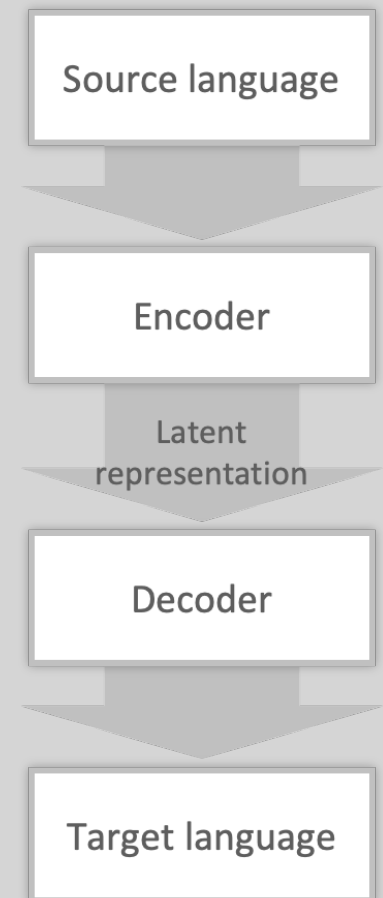 Source language
Encoder
Latent
representation
Decoder
Target language